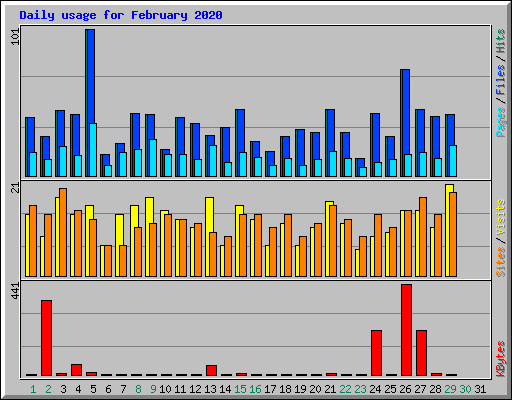 Daily usage for February 2020
101
Pages / Files / Hits
21
Sites / Visits
441
KBytes
1 2 3 4 5 6 7 8 9 10 11 12 13 14 15 16 17 18 19 20 21 22 23 24 25 26 27 28 29 30 31